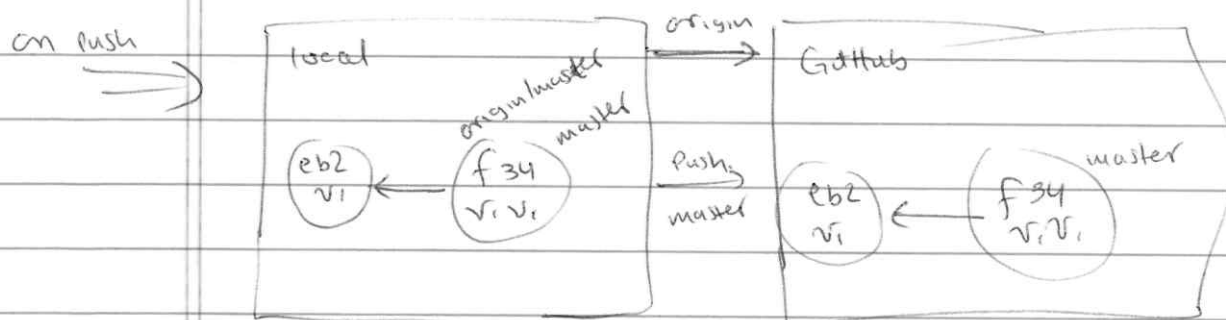 on push
local
origin/master
master
eb2
v1
f34
v1 v1
origin
Push
master
GitHub
master
eb2
v1
f34
v1 v1